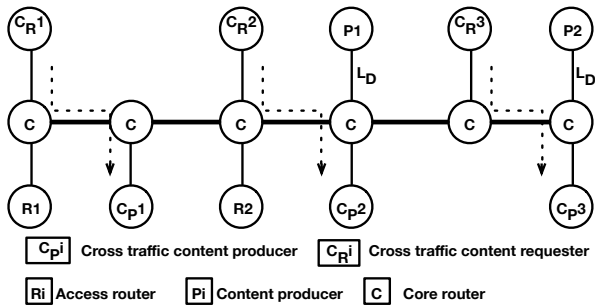 CR1 CR2 P1 CR3 P2
LD LD
C C C C C C
R1 CP1 R2 CP2 CP3
CPi Cross traffic content producer CRi Cross traffic content requester
Ri Access router Pi Content producer C Core router